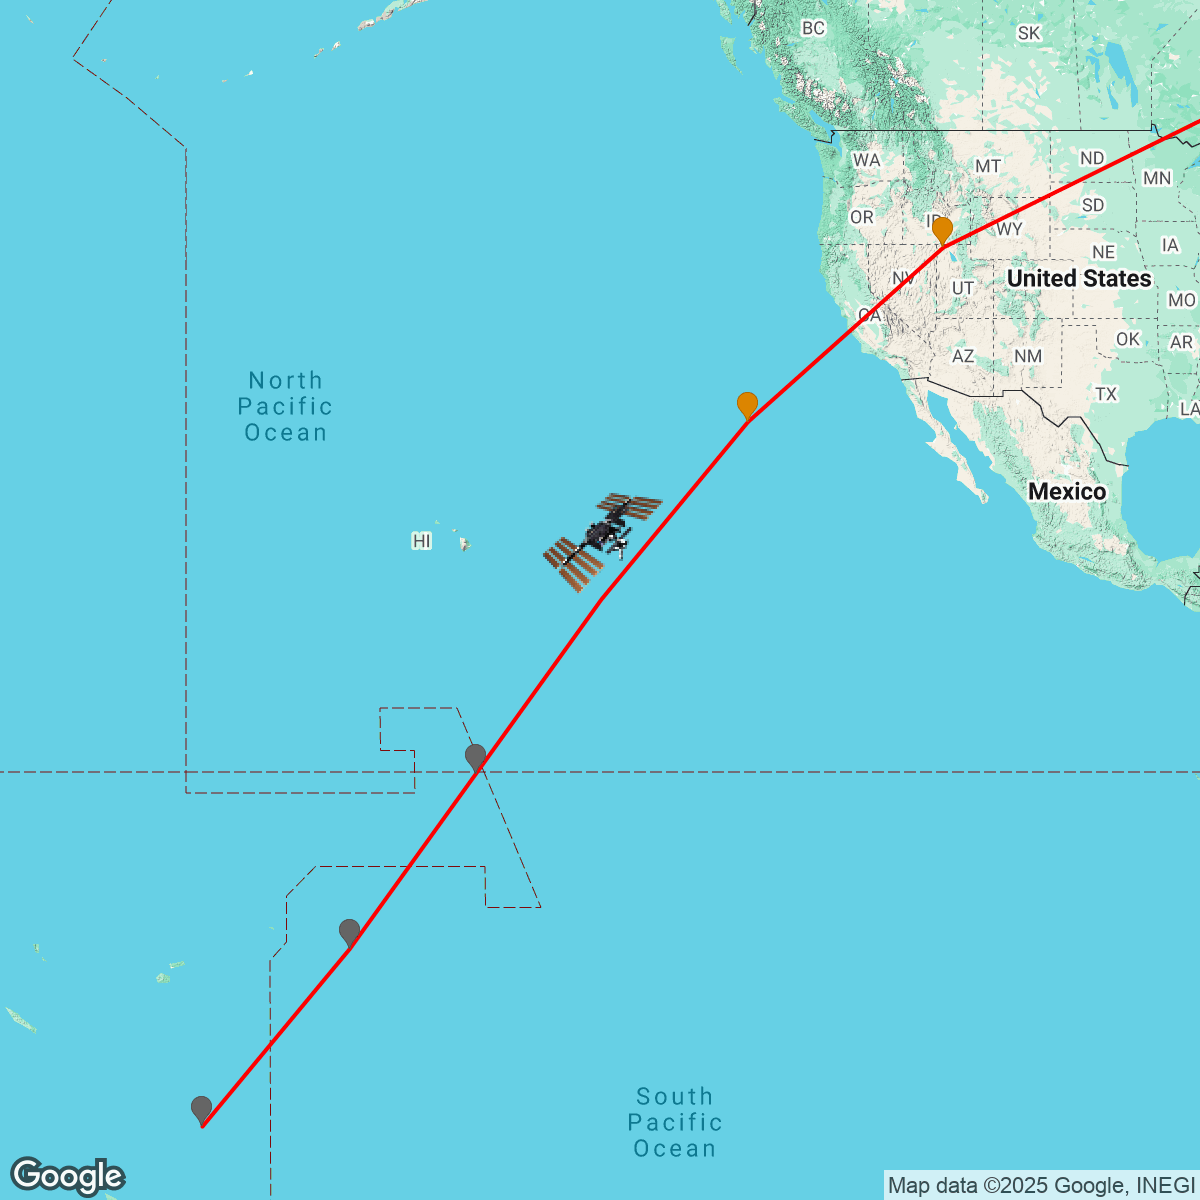 BC
SK
WA
MT
ND
MN
OR
ID
WY
SD
NE
IA
NV
UT
United States
MO
CA
OK
AR
AZ
NM
TX
LA
North
Pacific
Ocean
Mexico
HI
South
Pacific
Ocean
Google
Map data ©2025 Google, INEGI